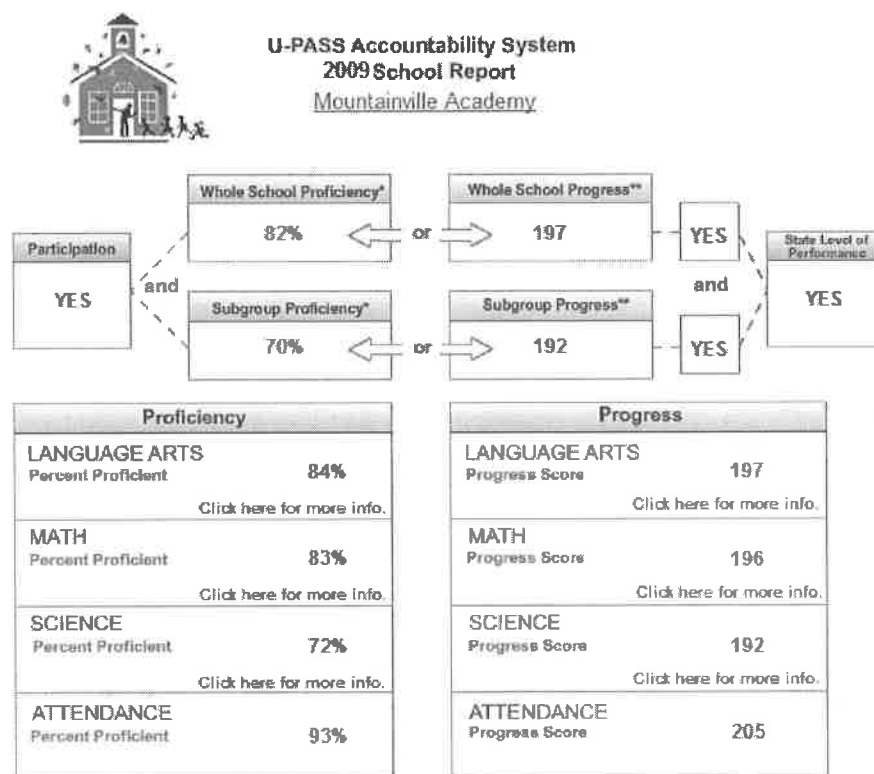 U-PASS Accountability System
2009 School Report
Mountainville Academy
Whole School Proficiency*
82%
or
Whole School Progress**
197
YES
Participation
YES
and
and
State Level of
Performance
YES
Subgroup Proficiency*
70%
or
Subgroup Progress**
192
YES
Proficiency
LANGUAGE ARTS
Percent Proficient 84%
Click here for more info.
MATH
Percent Proficient 83%
Click here for more info.
SCIENCE
Percent Proficient 72%
Click here for more info.
ATTENDANCE
Percent Proficient 93%
Progress
LANGUAGE ARTS
Progress Score 197
Click here for more info.
MATH
Progress Score 196
Click here for more info.
SCIENCE
Progress Score 192
Click here for more info.
ATTENDANCE
Progress Score 205